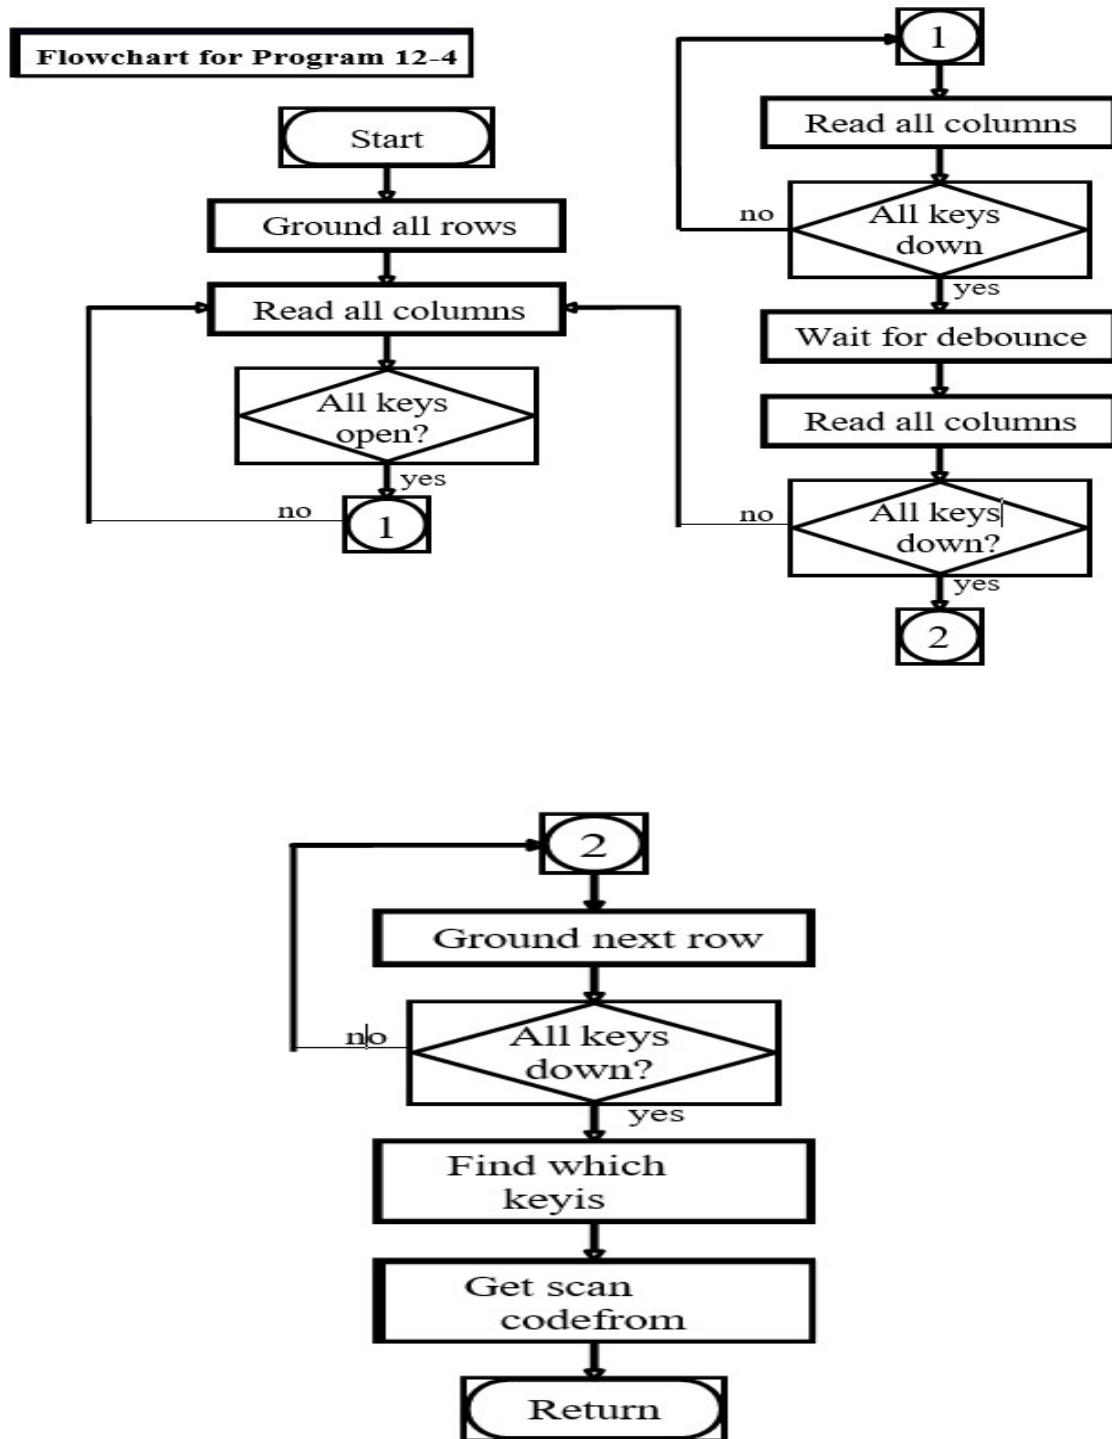 Flowchart for Program 12-4
Start
Ground all rows
Read all columns
All keys
open?
yes
no
1
1
Read all columns
no
All keys
down
yes
Wait for debounce
Read all columns
no
All keys
down?
yes
2
2
Ground next row
no
All keys
down?
yes
Find which
keyis
Get scan
codefrom
Return